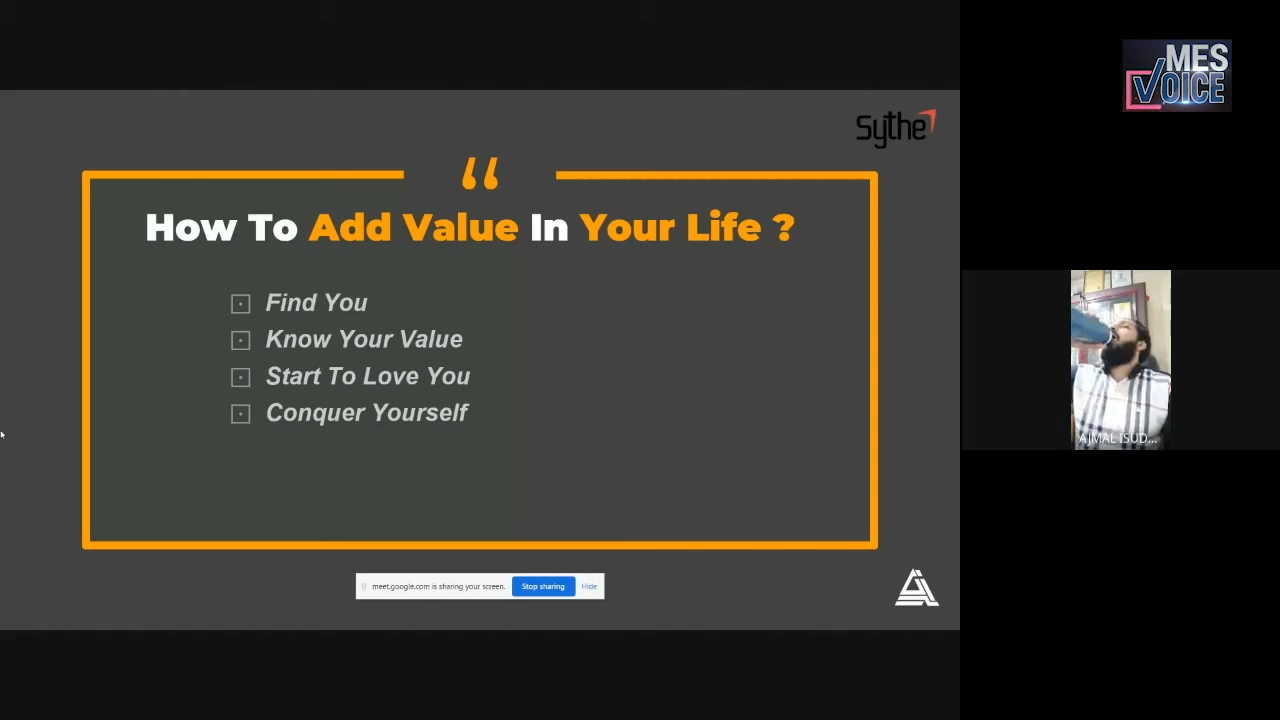 MES
VOICE
Sythe
“
How To Add Value In Your Life ?
Find You
Know Your Value
Start To Love You
Conquer Yourself
AJMAL ISUD...
meet.google.com is sharing your screen. Stop sharing Hide